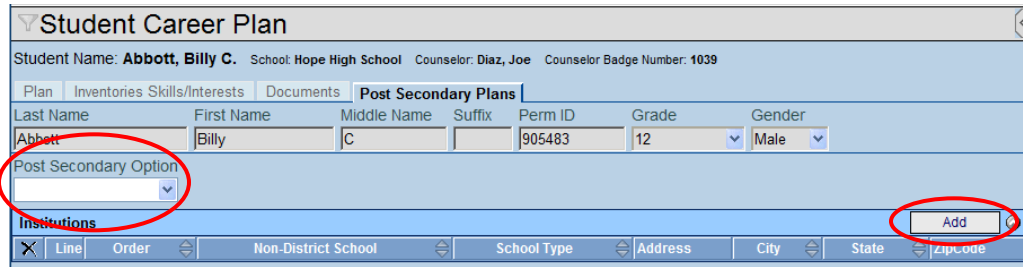 Student Career Plan
Student Name: Abbott, Billy C. School: Hope High School Counselor: Diaz, Joe Counselor Badge Number: 1039
Plan Inventories Skills/Interests Documents Post Secondary Plans
Last Name First Name Middle Name Suffix Perm ID Grade Gender
Abbott Billy C 905483 12 Male
Post Secondary Option
Institutions Add
X Line Order Non-District School School Type Address City State ZipCode